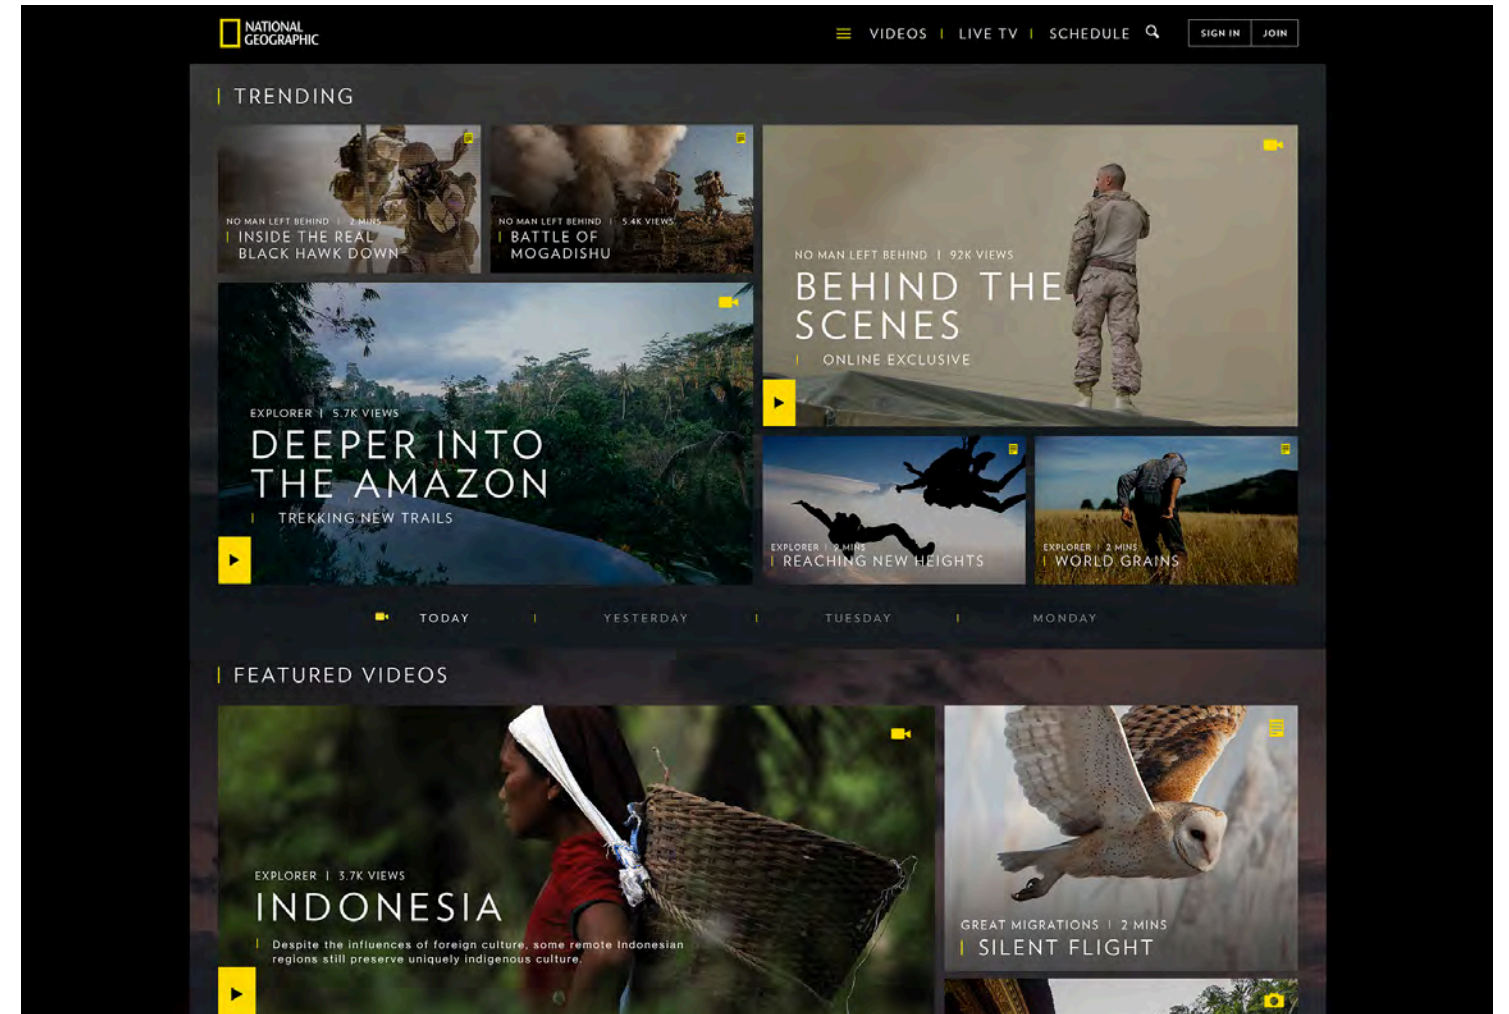 NATIONAL
GEOGRAPHIC
VIDEOS | LIVE TV | SCHEDULE
SIGN IN
JOIN
| TRENDING
NO MAN LEFT BEHIND | 2 MINS
| INSIDE THE REAL
BLACK HAWK DOWN
NO MAN LEFT BEHIND | 5.4K VIEWS
| BATTLE OF
MOGADISHU
NO MAN LEFT BEHIND | 92K VIEWS
BEHIND THE
SCENES
| ONLINE EXCLUSIVE
EXPLORER | 5.7K VIEWS
DEEPER INTO
THE AMAZON
| TREKKING NEW TRAILS
EXPLORER | 9 MINS
| REACHING NEW HEIGHTS
EXPLORER | 2 MINS
| WORLD GRAINS
TODAY | YESTERDAY | TUESDAY | MONDAY
| FEATURED VIDEOS
EXPLORER | 3.7K VIEWS
INDONESIA
| Despite the influences of foreign culture, some remote Indonesian
regions still preserve uniquely indigenous culture.
GREAT MIGRATIONS | 2 MINS
| SILENT FLIGHT